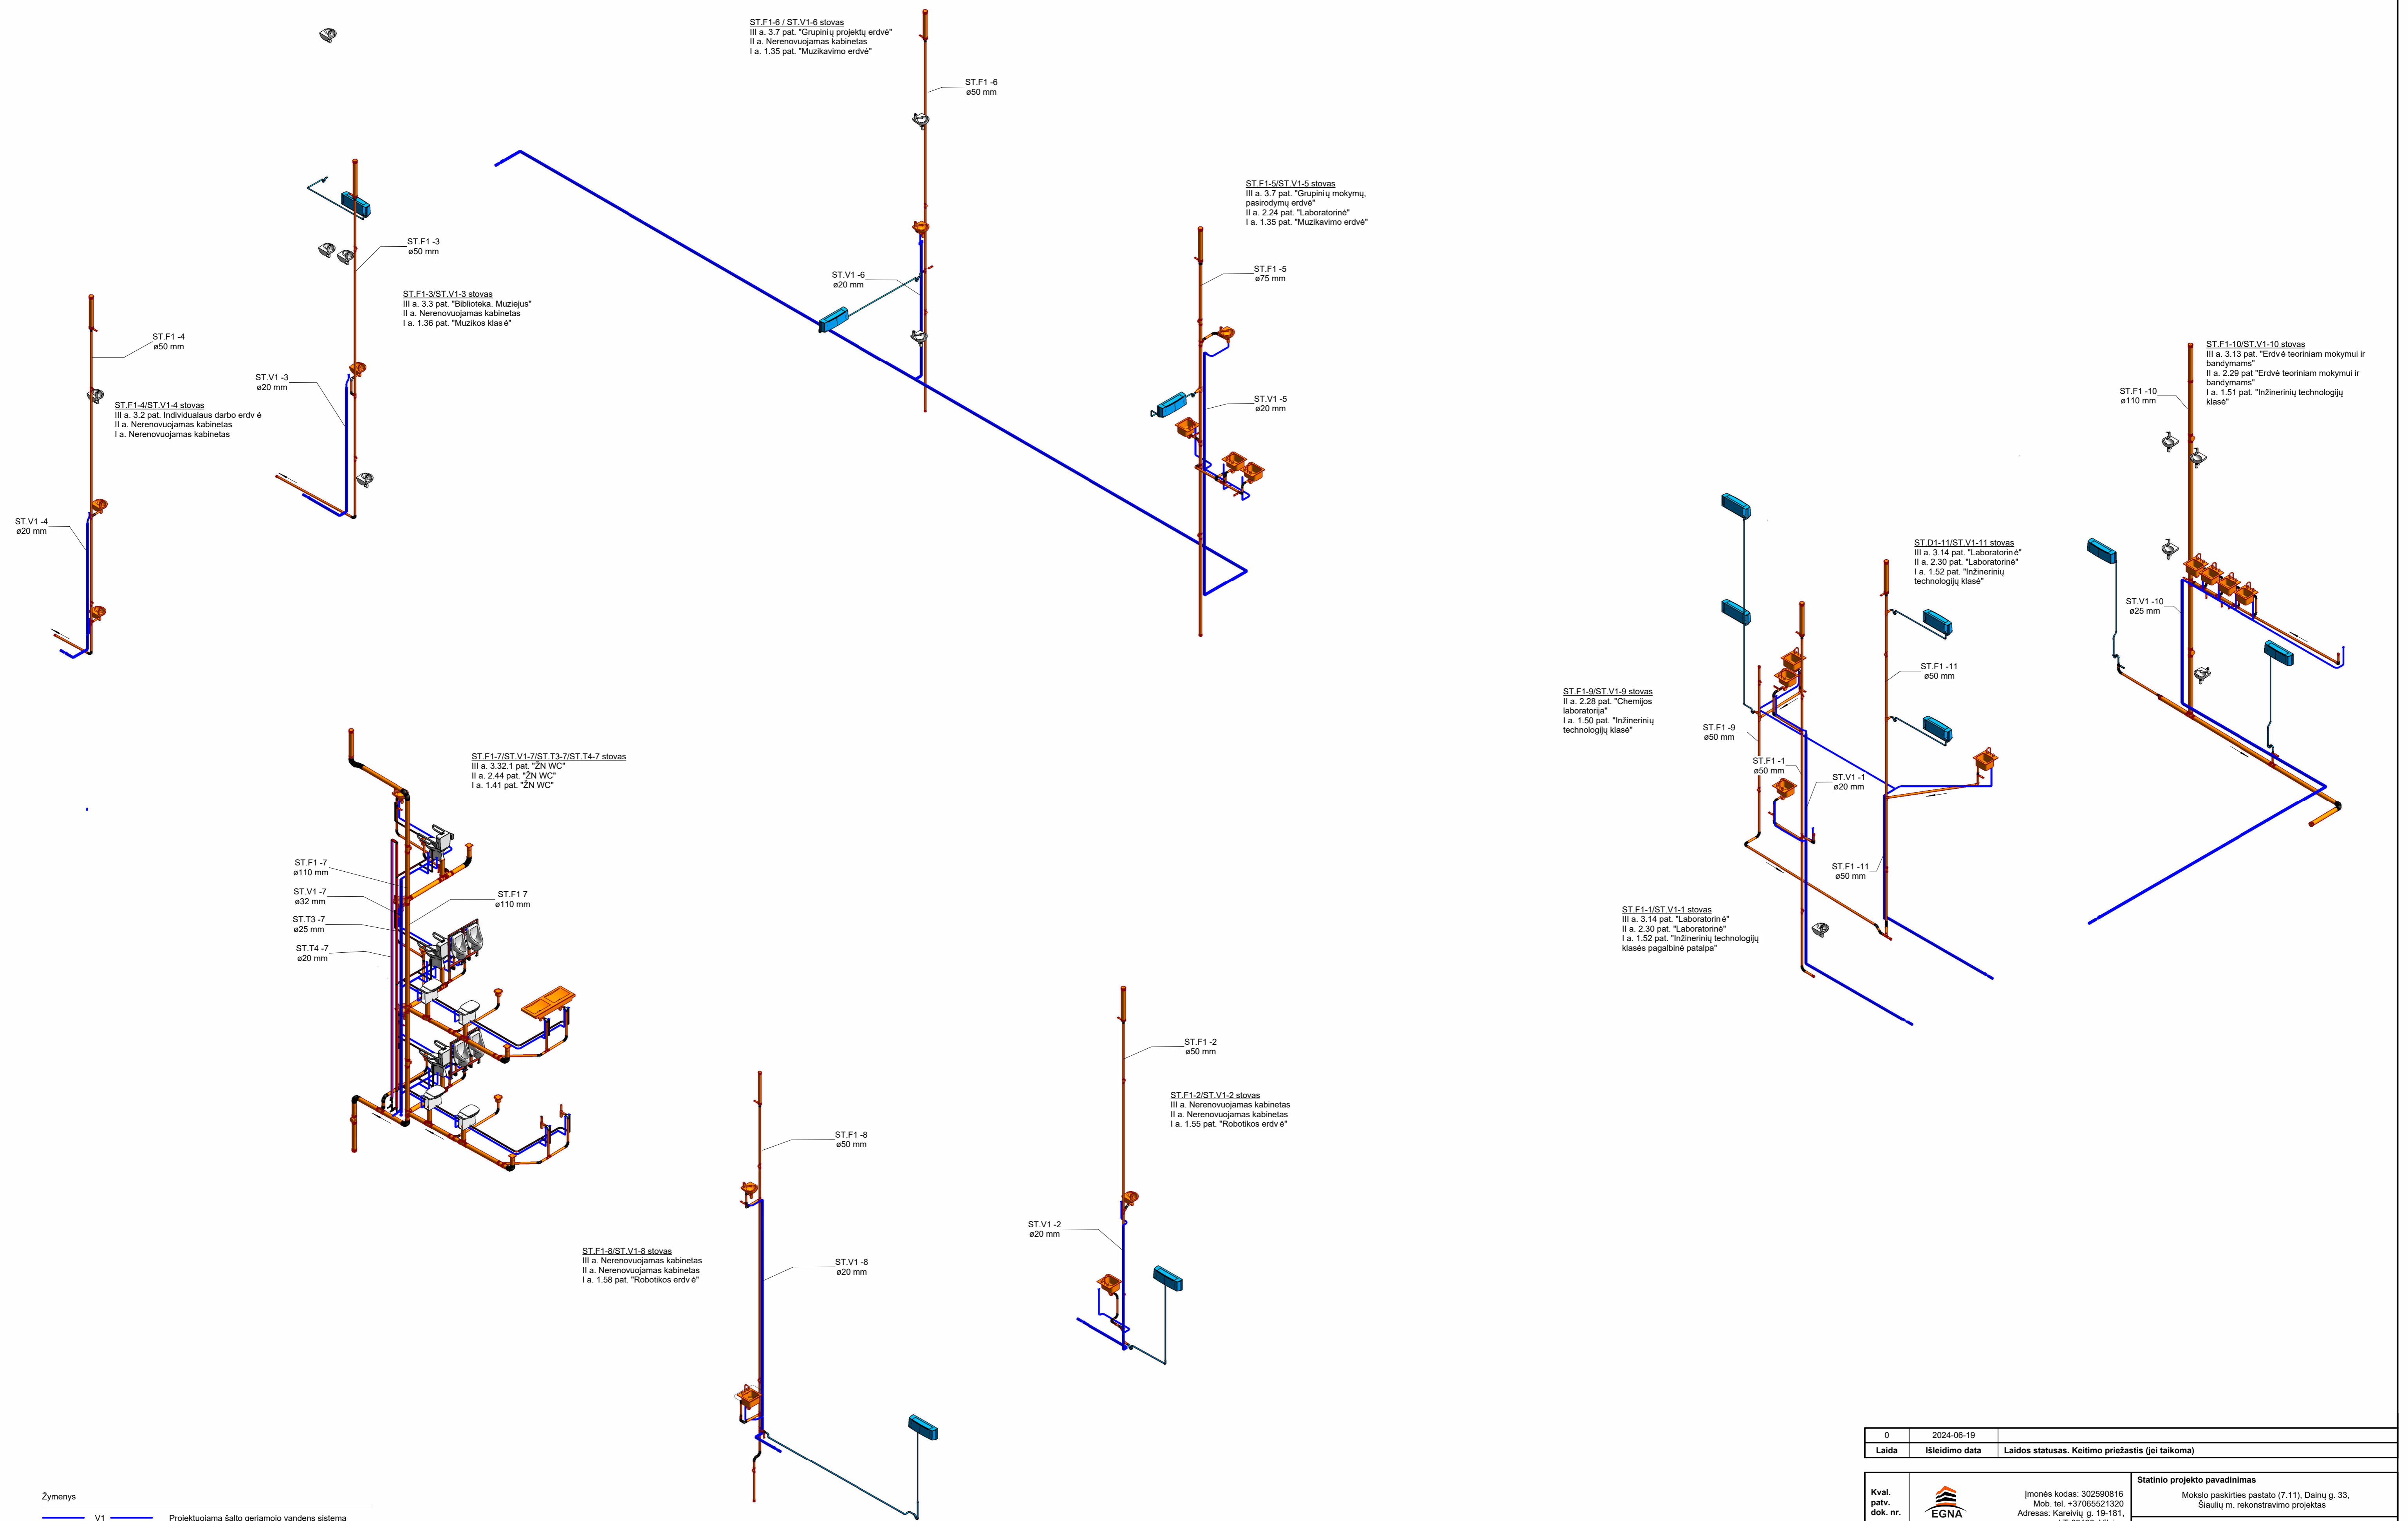 ST.F1-6 / ST.V1-6 stovas
III a. 3.7 pat. "Grupinių projektų erdvė"
II a. Nerenovuojamas kabinetas
I a. 1.35 pat. "Muzikavimo erdvė"
ST.F1 -6
ø50 mm
ST.V1 -6
ø20 mm
ST.F1-5/ST.V1-5 stovas
III a. 3.7 pat. "Grupinių mokymų,
pasirodymų erdvė"
II a. 2.24 pat. "Laboratorinė"
I a. 1.35 pat. "Muzikavimo erdvė"
ST.F1 -5
ø75 mm
ST.V1 -5
ø20 mm
ST.F1 -3
ø50 mm
ST.F1-3/ST.V1-3 stovas
III a. 3.3 pat. "Biblioteka. Muziejus"
II a. Nerenovuojamas kabinetas
I a. 1.36 pat. "Muzikos klasė"
ST.V1 -3
ø20 mm
ST.F1 -4
ø50 mm
ST.F1-4/ST.V1-4 stovas
III a. 3.2 pat. Individualaus darbo erdvė
II a. Nerenovuojamas kabinetas
I a. Nerenovuojamas kabinetas
ST.V1 -4
ø20 mm
ST.F1-10/ST.V1-10 stovas
III a. 3.13 pat. "Erdvė teoriniam mokymui ir
bandymams"
II a. 2.29 pat "Erdvė teoriniam mokymui ir
bandymams"
I a. 1.51 pat. "Inžinerinių technologijų
klasė"
ST.F1 -10
ø110 mm
ST.V1 -10
ø25 mm
ST.D1-11/ST.V1-11 stovas
III a. 3.14 pat. "Laboratorinė"
II a. 2.30 pat. "Laboratorinė"
I a. 1.52 pat. "Inžinerinių
technologijų klasė"
ST.F1 -11
ø50 mm
ST.F1-9/ST.V1-9 stovas
II a. 2.28 pat. "Chemijos
laboratorija"
I a. 1.50 pat. "Inžinerinių
technologijų klasė"
ST.F1 -9
ø50 mm
ST.F1 -1
ø50 mm
ST.V1 -1
ø20 mm
ST.F1 -11
ø50 mm
ST.F1-1/ST.V1-1 stovas
III a. 3.14 pat. "Laboratorinė"
II a. 2.30 pat. "Laboratorinė"
I a. 1.52 pat. "Inžinerinių technologijų
klasės pagalbinė patalpa"
ST.F1-7/ST.V1-7/ST.T3-7/ST.T4-7 stovas
III a. 3.32.1 pat. "ŽN WC"
II a. 2.44 pat. "ŽN WC"
I a. 1.41 pat. "ŽN WC"
ST.F1 -7
ø110 mm
ST.V1 -7
ø32 mm
ST.T3 -7
ø25 mm
ST.T4 -7
ø20 mm
ST.F1 7
ø110 mm
ST.F1 -2
ø50 mm
ST.F1-2/ST.V1-2 stovas
III a. Nerenovuojamas kabinetas
II a. Nerenovuojamas kabinetas
I a. 1.55 pat. "Robotikos erdvė"
ST.V1 -2
ø20 mm
ST.F1 -8
ø50 mm
ST.F1-8/ST.V1-8 stovas
III a. Nerenovuojamas kabinetas
II a. Nerenovuojamas kabinetas
I a. 1.58 pat. "Robotikos erdvė"
ST.V1 -8
ø20 mm
Žymenys
V1 Projektuojama šalto geriamojo vandens sistema
0 2024-06-19
Laida Išleidimo data Laidos statusas. Keitimo priežastis (jei taikoma)
Kval.
patv.
dok. nr.
EGNA
Įmonės kodas: 302590816
Mob. tel. +37065521320
Adresas: Kareivių g. 19-181,
Statinio projekto pavadinimas
Mokslo paskirties pastato (7.11), Dainų g. 33,
Šiaulių m. rekonstravimo projektas